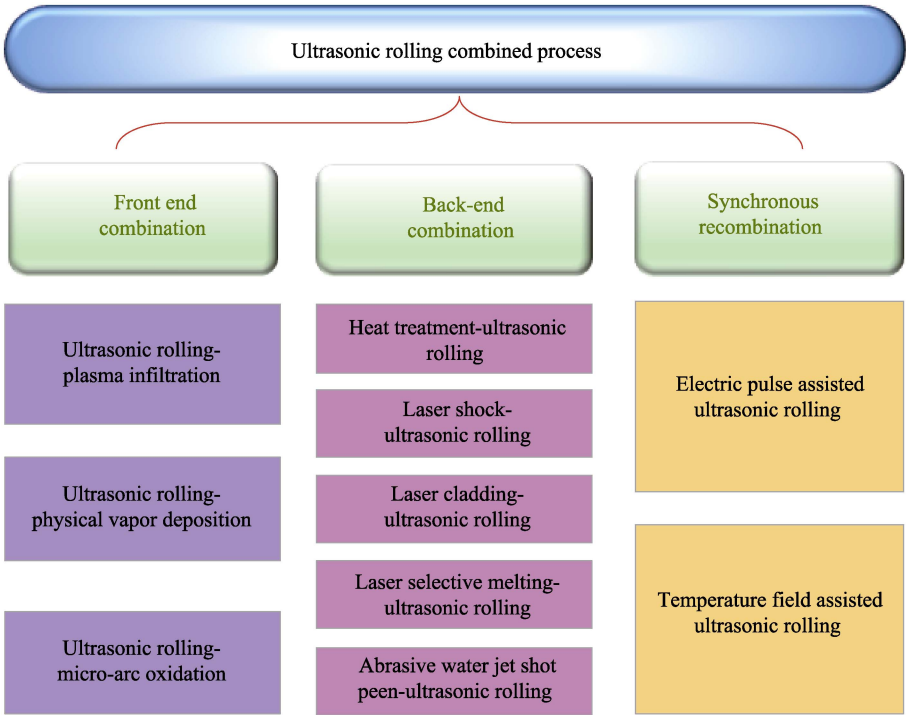 Ultrasonic rolling combined process
Front end
combination
Back-end
combination
Synchronous
recombination
Ultrasonic rolling-
plasma infiltration
Ultrasonic rolling-
physical vapor deposition
Ultrasonic rolling-
micro-arc oxidation
Heat treatment-ultrasonic
rolling
Laser shock-
ultrasonic rolling
Laser cladding-
ultrasonic rolling
Laser selective melting-
ultrasonic rolling
Abrasive water jet shot
peen-ultrasonic rolling
Electric pulse assisted
ultrasonic rolling
Temperature field assisted
ultrasonic rolling